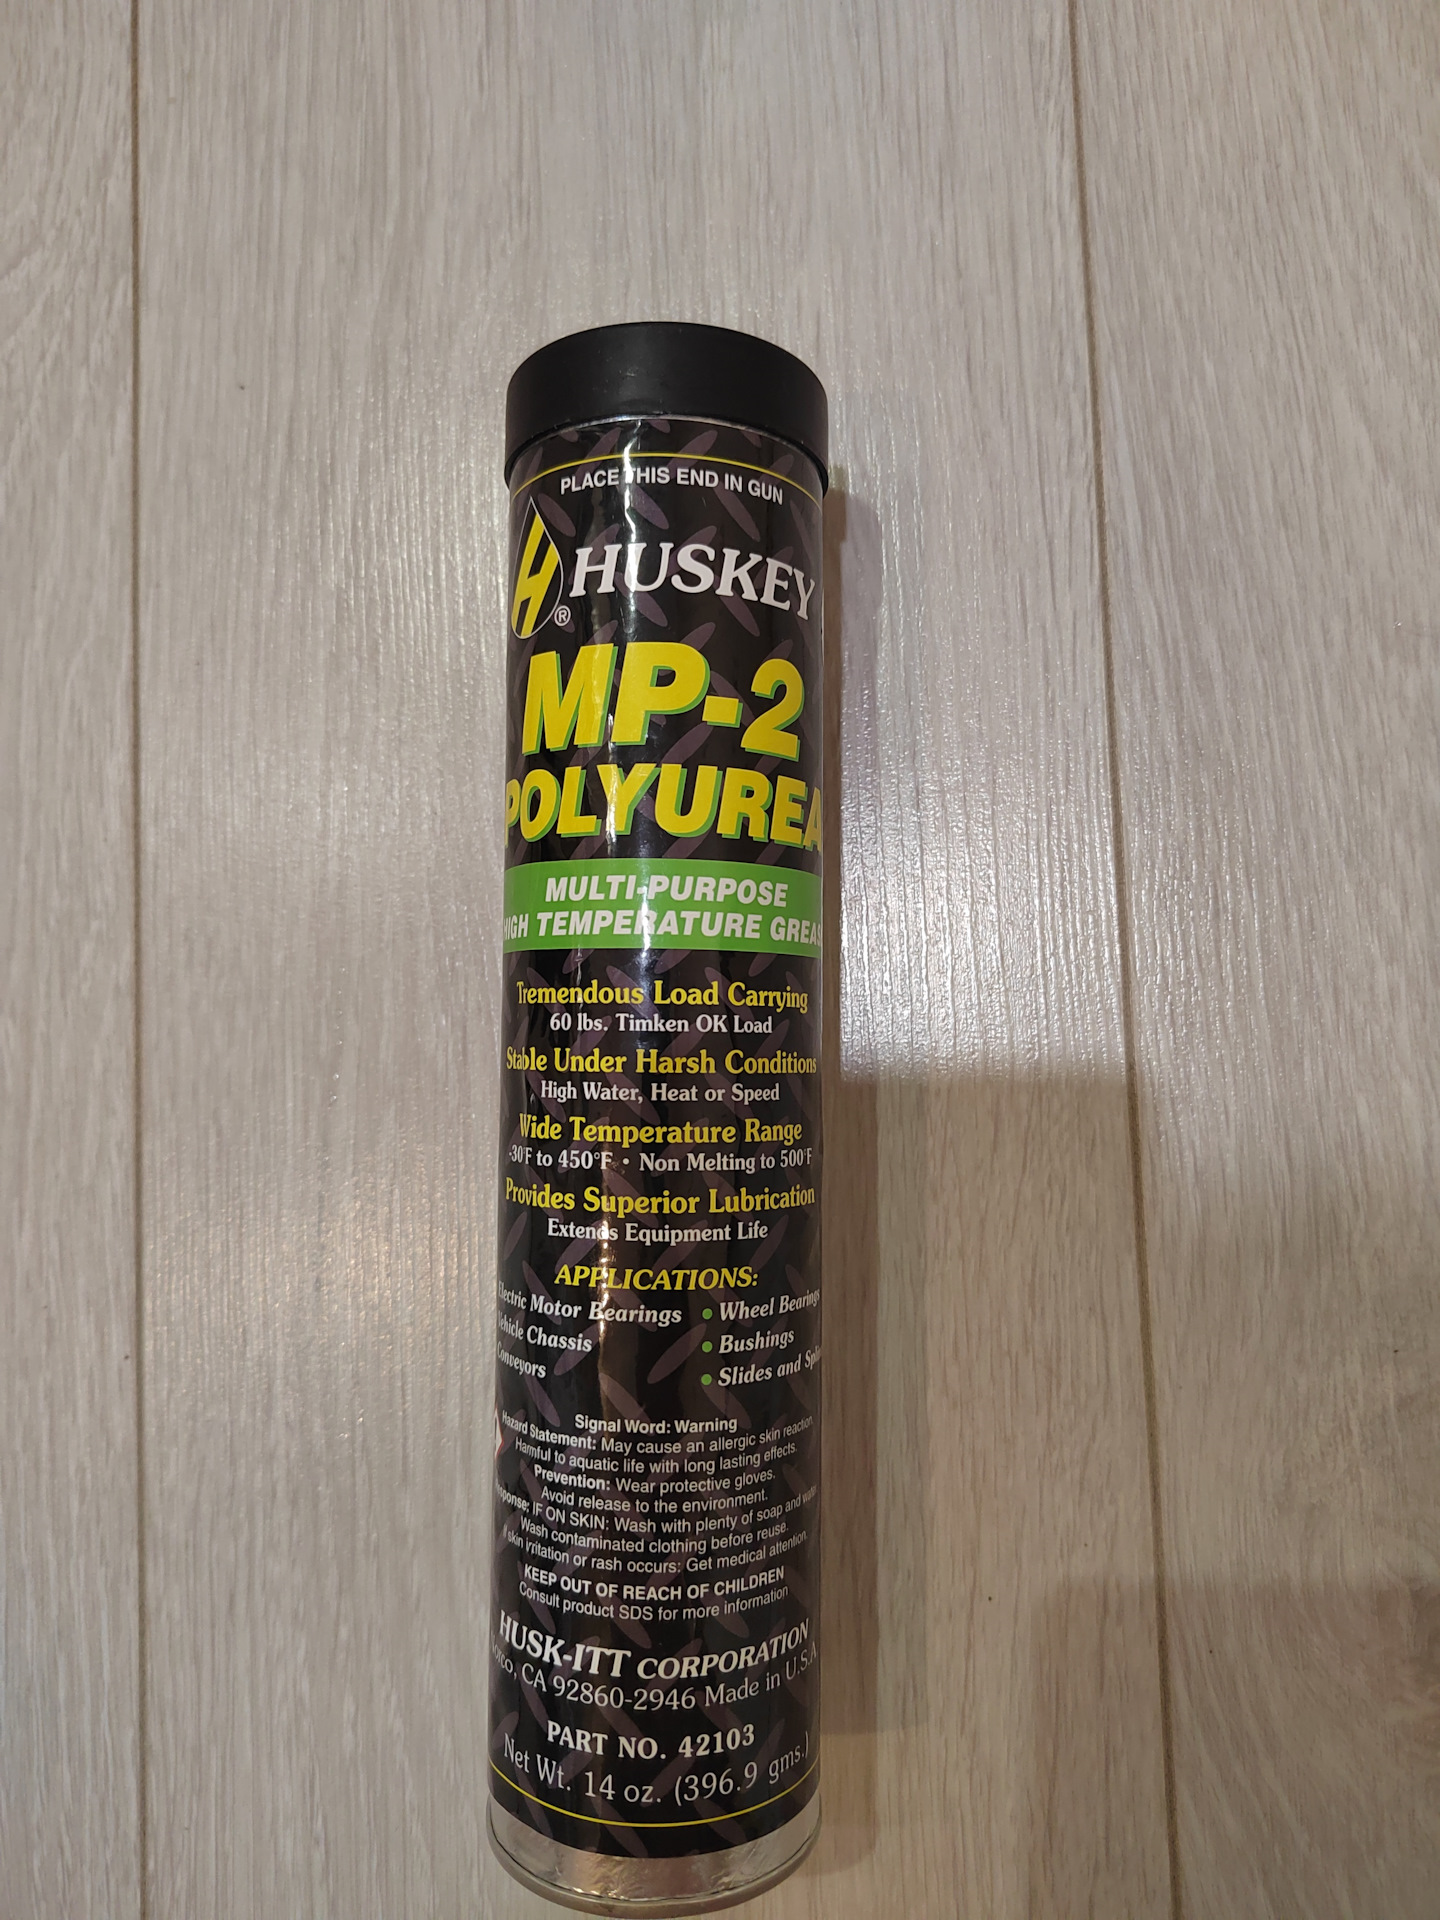 PLACE THIS END IN GUN
H® HUSKEY
MP-2
POLYUREA
MULTI-PURPOSE
HIGH TEMPERATURE GREAS
Tremendous Load Carrying
60 lbs. Timken OK Load
Stable Under Harsh Conditions
High Water, Heat or Speed
Wide Temperature Range
-30°F to 450°F • Non Melting to 500°F
Provides Superior Lubrication
Extends Equipment Life
APPLICATIONS:
Electric Motor Bearings • Wheel Bearings
Vehicle Chassis • Bushings
Conveyors • Slides and
Signal Word: Warning
Hazard Statement: May cause an allergic skin reaction
Harmful to aquatic life with long lasting effects.
Prevention: Wear protective gloves.
Avoid release to the environment.
Response: IF ON SKIN: Wash with plenty of soap and water
Wash contaminated clothing before reuse.
If skin irritation or rash occurs: Get medical attention.
KEEP OUT OF REACH OF CHILDREN
Consult product SDS for more information
HUSK-ITT CORPORATION
Norco, CA 92860-2946 Made in U.S.A
PART NO. 42103
Net Wt. 14 oz. (396.9 gms.)